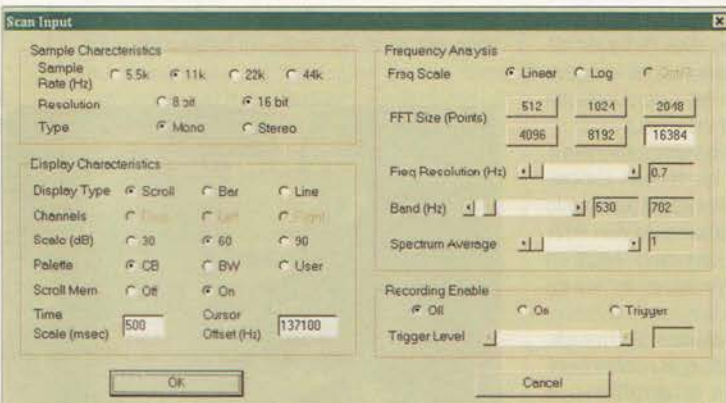 Scan Input
Sample Characteristics
Sample Rate (Hz) 5.5k 11k 22k 44k
Resolution 8 bit 16 bit
Type Mono Stereo
Display Characteristics
Display Type Scroll Bar Line
Channels Left Right
Scale (dB) 30 60 90
Palette CB BW User
Scroll Mem Off On
Time Scale (msec) 500 Cursor Offset (Hz) 137100
OK
Frequency Analysis
Freq Scale Linear Log
FFT Size (Points) 512 1024 2048
4096 8192 16384
Freq Resolution (Hz) 0.7
Band (Hz) 530 702
Spectrum Average 1
Recording Enable
Off On Trigger
Trigger Level
Cancel